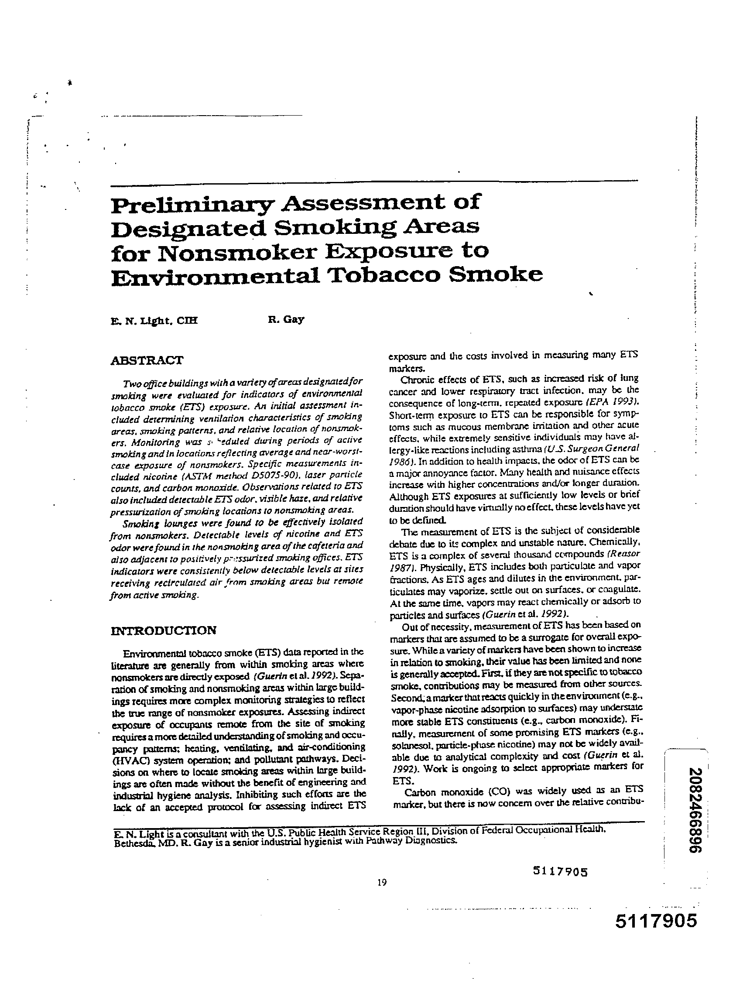 Preliminary Assessment of
Designated Smoking Areas
for Nonsmoker Exposure to
Environmental Tobacco Smoke
E. N. Light, CIH R. Gay
ABSTRACT
Two office buildings with a variety of areas designated for
smoking were evaluated for indicators of environmental
tobacco smoke (ETS) exposure. An initial assessment in-
cluded determining ventilation characteristics of smoking
areas, smoking patterns, and relative location of nonsmok-
ers. Monitoring was scheduled during periods of active
smoking and in locations reflecting average and near-worst-
case exposure of nonsmokers. Specific measurements in-
cluded nicotine (ASTM method D5075-90), laser particle
counts, and carbon monoxide. Observations related to ETS
also included detectable ETS odor, visible haze, and relative
pressurization of smoking locations to nonsmoking areas.
Smoking lounges were found to be effectively isolated
from nonsmokers. Detectable levels of nicotine and ETS
odor were found in the nonsmoking area of the cafeteria and
also adjacent to positively pressurized smoking offices. ETS
indicators were consistently below detectable levels at sites
receiving recirculated air from smoking areas but remote
from active smoking.
INTRODUCTION
Environmental tobacco smoke (ETS) data reported in the
literature are generally from within smoking areas where
nonsmokers are directly exposed (Guerin et al. 1992). Sepa-
ration of smoking and nonsmoking areas within large build-
ings requires more complex monitoring strategies to reflect
the true range of nonsmoker exposures. Assessing indirect
exposure of occupants remote from the site of smoking
requires a more detailed understanding of smoking and occu-
pancy patterns; heating, ventilating, and air-conditioning
(HVAC) system operation; and pollutant pathways. Deci-
sions on where to locate smoking areas within large build-
ings are often made without the benefit of engineering and
industrial hygiene analysis. Inhibiting such efforts are the
lack of an accepted protocol for assessing indirect ETS
exposure and the costs involved in measuring many ETS
markers.
Chronic effects of ETS, such as increased risk of lung
cancer and lower respiratory tract infection, may be the
consequence of long-term, repeated exposure (EPA 1993).
Short-term exposure to ETS can be responsible for symp-
toms such as mucous membrane irritation and other acute
effects, while extremely sensitive individuals may have al-
lergy-like reactions including asthma (U.S. Surgeon General
1986). In addition to health impacts, the odor of ETS can be
a major annoyance factor. Many health and nuisance effects
increase with higher concentrations and/or longer duration.
Although ETS exposures at sufficiently low levels or brief
duration should have virtually no effect, these levels have yet
to be defined.
The measurement of ETS is the subject of considerable
debate due to its complex and unstable nature. Chemically,
ETS is a complex of several thousand compounds (Reasor
1987). Physically, ETS includes both particulate and vapor
fractions. As ETS ages and dilutes in the environment, par-
ticulates may vaporize, settle out on surfaces, or coagulate.
At the same time, vapors may react chemically or adsorb to
particles and surfaces (Guerin et al. 1992).
Out of necessity, measurement of ETS has been based on
markers that are assumed to be a surrogate for overall expo-
sure. While a variety of markers have been shown to increase
in relation to smoking, their value has been limited and none
is generally accepted. First, if they are not specific to tobacco
smoke, contributions may be measured from other sources.
Second, a marker that reacts quickly in the environment (e.g.,
vapor-phase nicotine adsorption to surfaces) may understate
more stable ETS constituents (e.g., carbon monoxide). Fi-
nally, measurement of some promising ETS markers (e.g.,
solanesol, particle-phase nicotine) may not be widely avail-
able due to analytical complexity and cost (Guerin et al.
1992). Work is ongoing to select appropriate markers for
ETS.
Carbon monoxide (CO) was widely used as an ETS
marker, but there is now concern over the relative contribu-
E. N. Light is a consultant with the U.S. Public Health Service Region III, Division of Federal Occupational Health,
Bethesda, MD. R. Gay is a senior industrial hygienist with Pathway Diagnostics.
19
5117905
5117905
2082466896